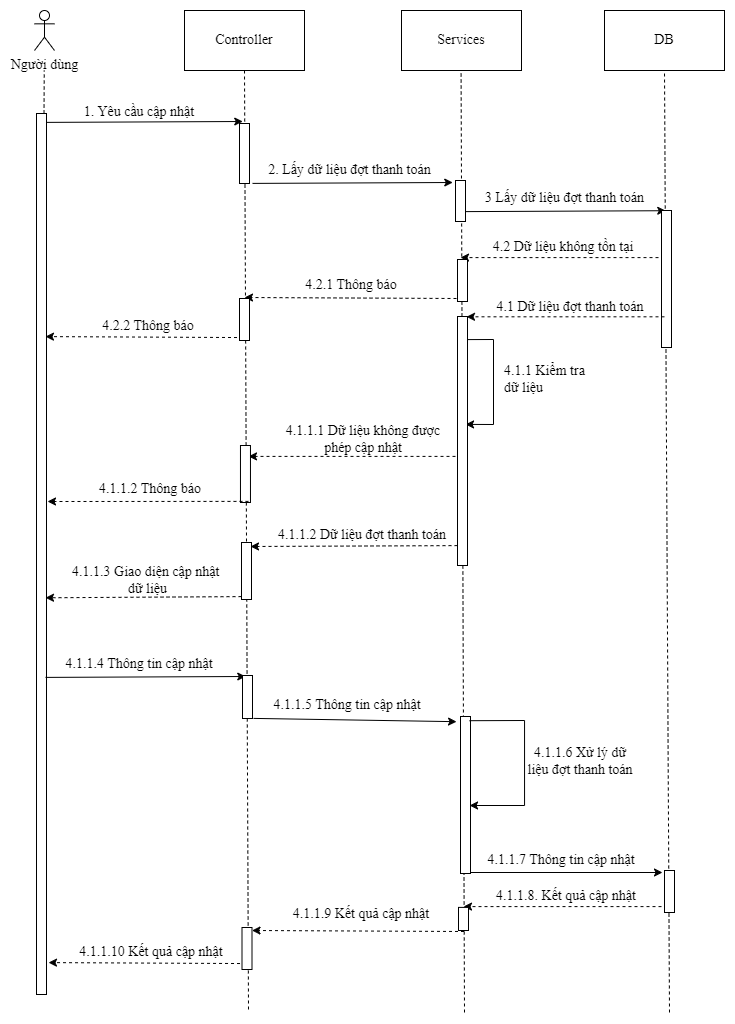 Người dùng
Controller
Services
DB
1. Yêu cầu cập nhật
2. Lấy dữ liệu đợt thanh toán
3 Lấy dữ liệu đợt thanh toán
4.2 Dữ liệu không tồn tại
4.2.1 Thông báo
4.1 Dữ liệu đợt thanh toán
4.2.2 Thông báo
4.1.1 Kiểm tra
dữ liệu
4.1.1.1 Dữ liệu không được
phép cập nhật
4.1.1.2 Thông báo
4.1.1.2 Dữ liệu đợt thanh toán
4.1.1.3 Giao diện cập nhật
dữ liệu
4.1.1.4 Thông tin cập nhật
4.1.1.5 Thông tin cập nhật
4.1.1.6 Xử lý dữ
liệu đợt thanh toán
4.1.1.7 Thông tin cập nhật
4.1.1.8. Kết quả cập nhật
4.1.1.9 Kết quả cập nhật
4.1.1.10 Kết quả cập nhật